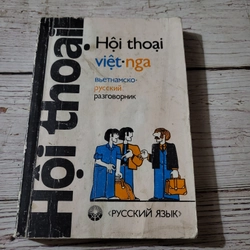 Hội thoại
Hội thoại
việt·nga
вьетнамско-
русский
разговорник
«РУССКИЙ ЯЗЫК»